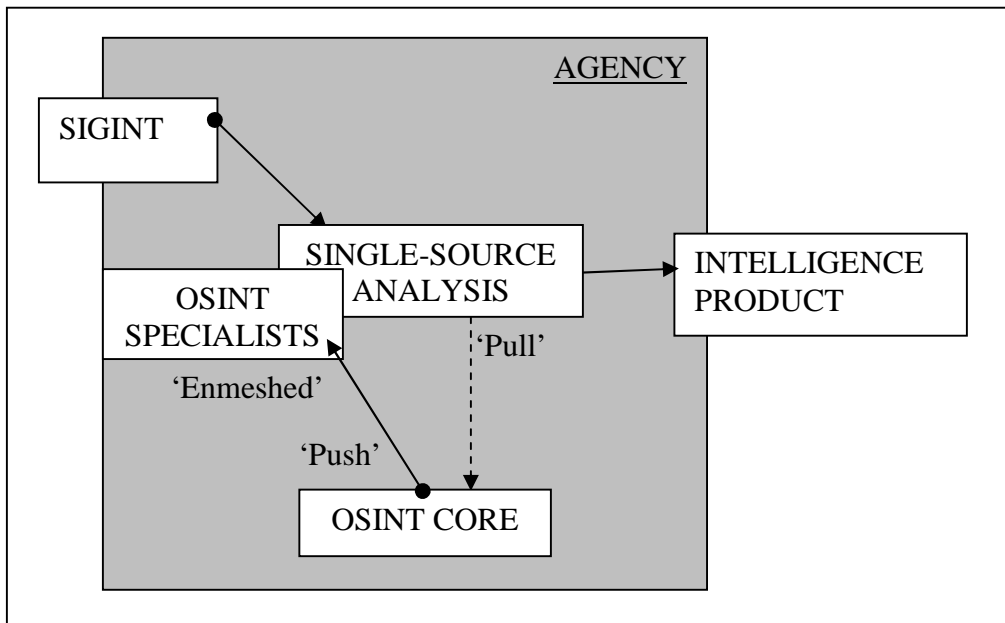 AGENCY
SIGINT
SINGLE-SOURCE
ANALYSIS
INTELLIGENCE
PRODUCT
OSINT
SPECIALISTS
‘Pull’
‘Enmeshed’
‘Push’
OSINT CORE